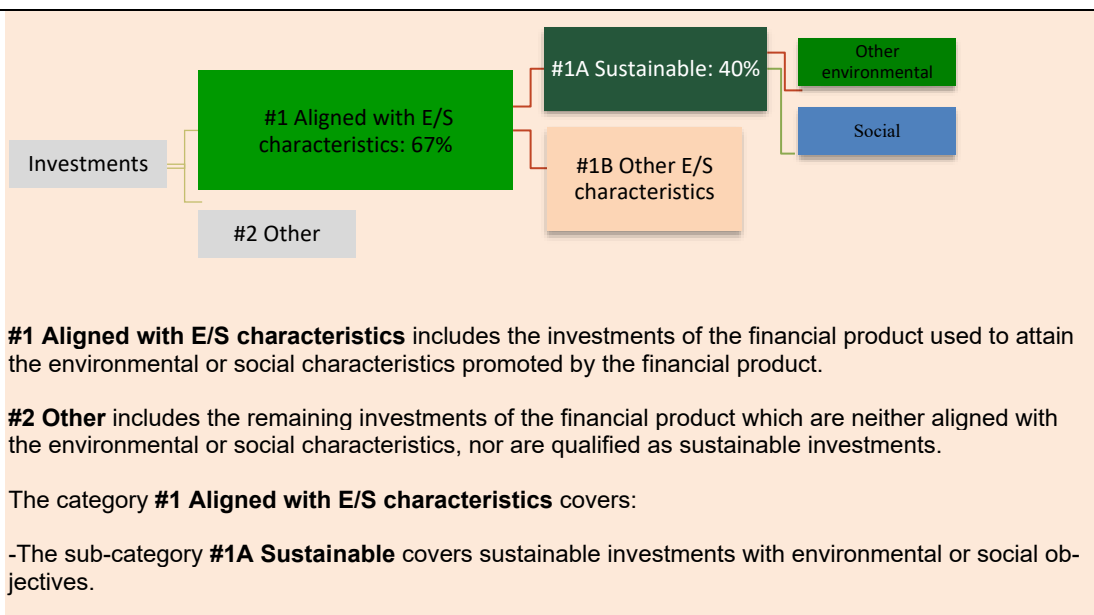 Investments
#1 Aligned with E/S
characteristics: 67%
#2 Other
#1A Sustainable: 40%
#1B Other E/S
characteristics
Other
environmental
Social
#1 Aligned with E/S characteristics includes the investments of the financial product used to attain
the environmental or social characteristics promoted by the financial product.
#2 Other includes the remaining investments of the financial product which are neither aligned with
the environmental or social characteristics, nor are qualified as sustainable investments.
The category #1 Aligned with E/S characteristics covers:
-The sub-category #1A Sustainable covers sustainable investments with environmental or social ob-
jectives.